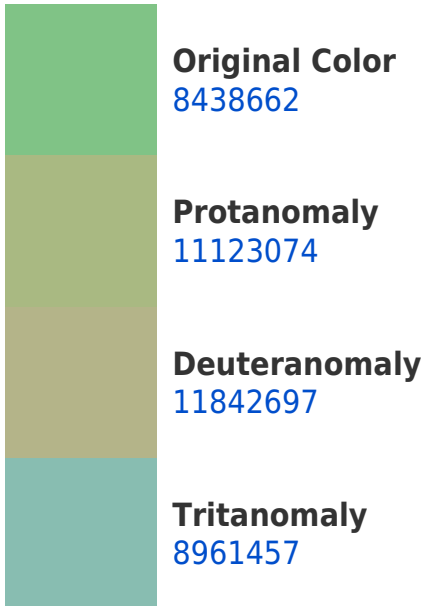 Original Color
8438662
Protanomaly
11123074
Deuteranomaly
11842697
Tritanomaly
8961457